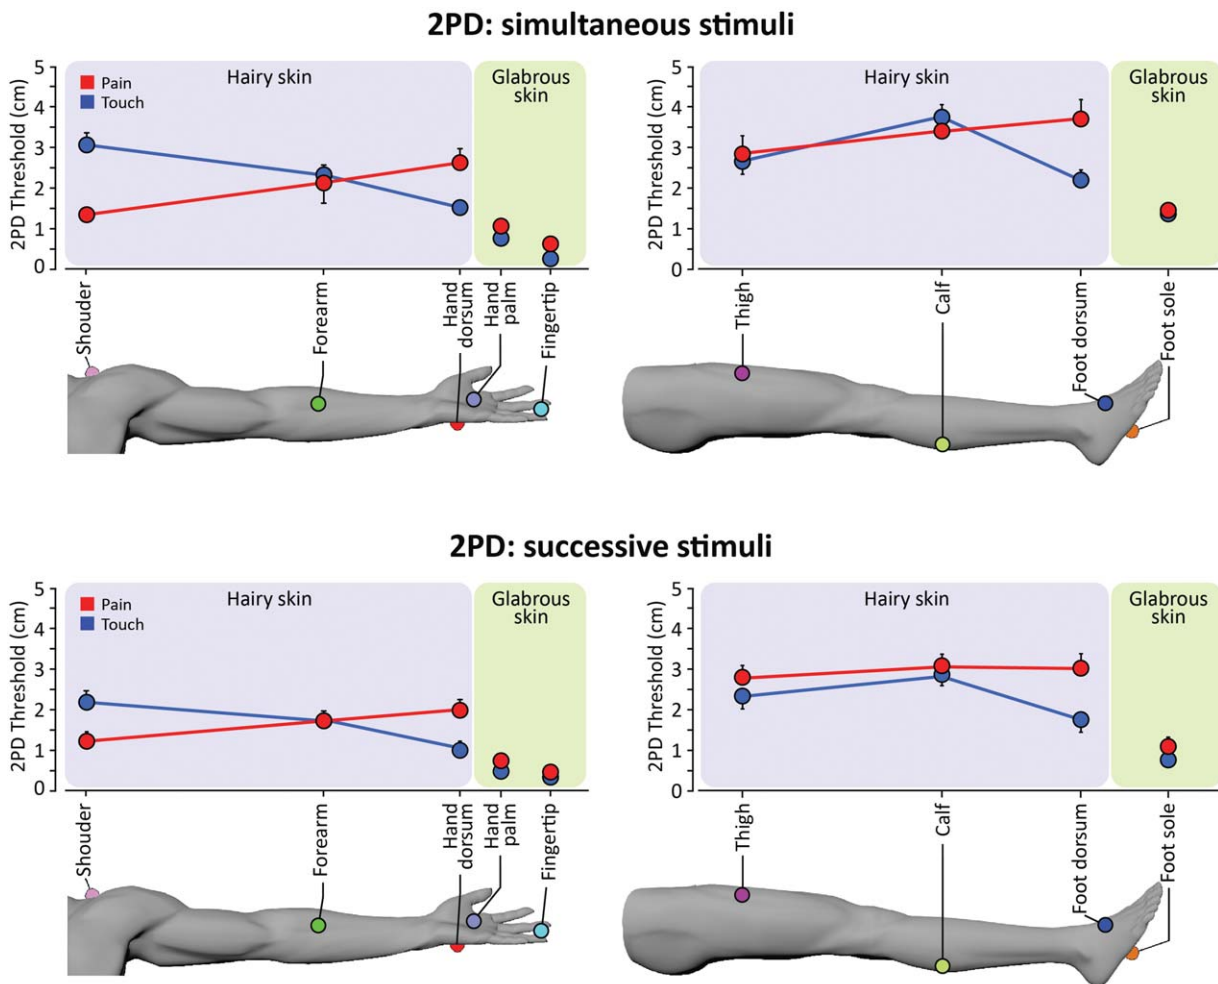 2PD: simultaneous stimuli
2PD Threshold (cm)
5
4
3
2
1
0
Hairy skin
Glabrous
skin
Pain
Touch
Shouder
Forearm
Hand
dorsum
Hand
palm
Fingertip
2PD Threshold (cm)
5
4
3
2
1
0
Hairy skin
Glabrous
skin
Thigh
Calf
Foot dorsum
Foot sole
2PD: successive stimuli
2PD Threshold (cm)
5
4
3
2
1
0
Hairy skin
Glabrous
skin
Pain
Touch
Shouder
Forearm
Hand
dorsum
Hand
palm
Fingertip
2PD Threshold (cm)
5
4
3
2
1
0
Hairy skin
Glabrous
skin
Thigh
Calf
Foot dorsum
Foot sole